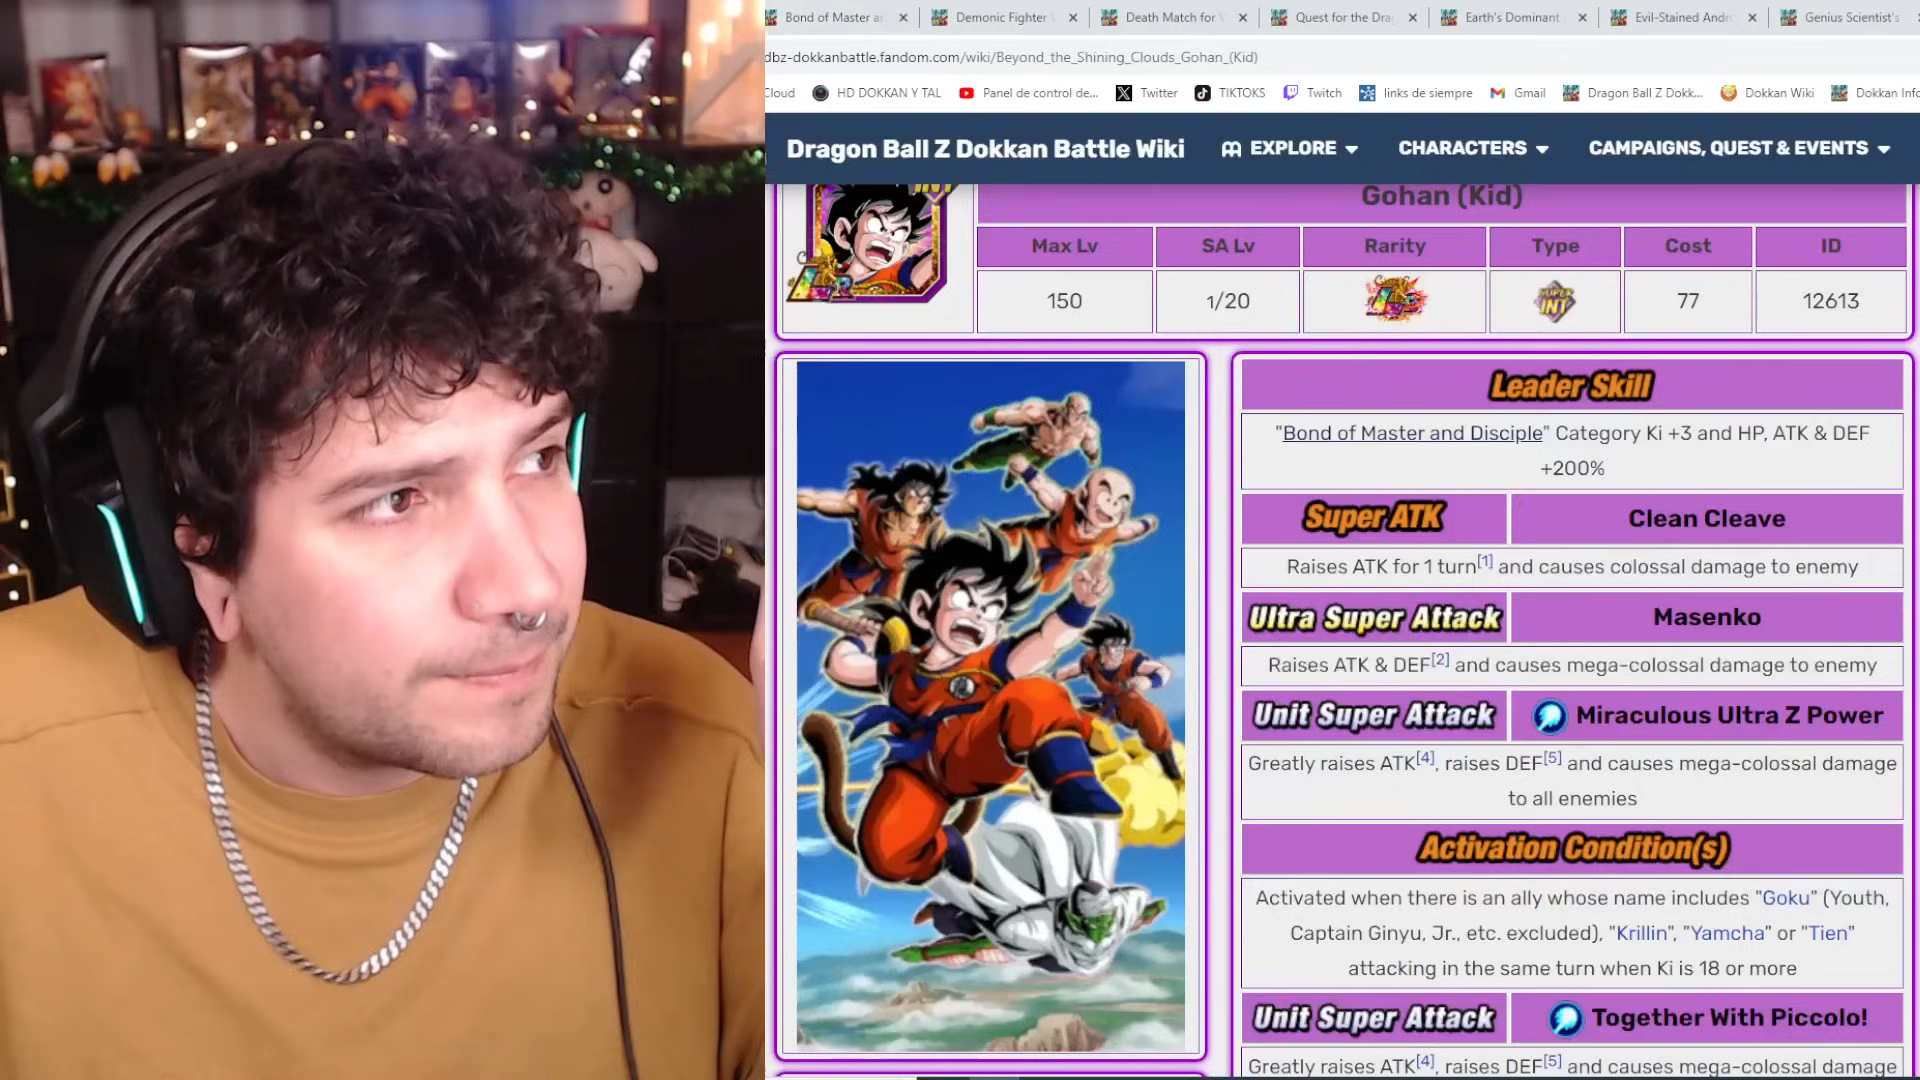 Bond of Master a
Demonic Fighter
Death Match for
Quest for the Dra
Earth's Dominant
Evil-Stained Andr
Genius Scientist's
dbz-dokkanbattle.fandom.com/wiki/Beyond_the_Shining_Clouds_Gohan_(Kid)
Cloud
HD DOKKAN Y TAL
Panel de control de...
Twitter
TIKTOKS
Twitch
links de siempre
Gmail
Dragon Ball Z Dokk...
Dokkan Wiki
Dokkan Info
Dragon Ball Z Dokkan Battle Wiki
EXPLORE
CHARACTERS
CAMPAIGNS, QUEST & EVENTS
INT
Gohan (Kid)
Max Lv
SA Lv
Rarity
Type
Cost
ID
LR
150
1/20
LR
SUPER
INT
77
12613
Leader Skill
"Bond of Master and Disciple" Category Ki +3 and HP, ATK & DEF
+200%
Super ATK
Clean Cleave
Raises ATK for 1 turn[1] and causes colossal damage to enemy
Ultra Super Attack
Masenko
Raises ATK & DEF[2] and causes mega-colossal damage to enemy
Unit Super Attack
Miraculous Ultra Z Power
Greatly raises ATK[4], raises DEF[5] and causes mega-colossal damage
to all enemies
Activation Condition(s)
Activated when there is an ally whose name includes "Goku" (Youth,
Captain Ginyu, Jr., etc. excluded), "Krillin", "Yamcha" or "Tien"
attacking in the same turn when Ki is 18 or more
Unit Super Attack
Together With Piccolo!
Greatly raises ATK[4], raises DEF[5] and causes mega-colossal damage